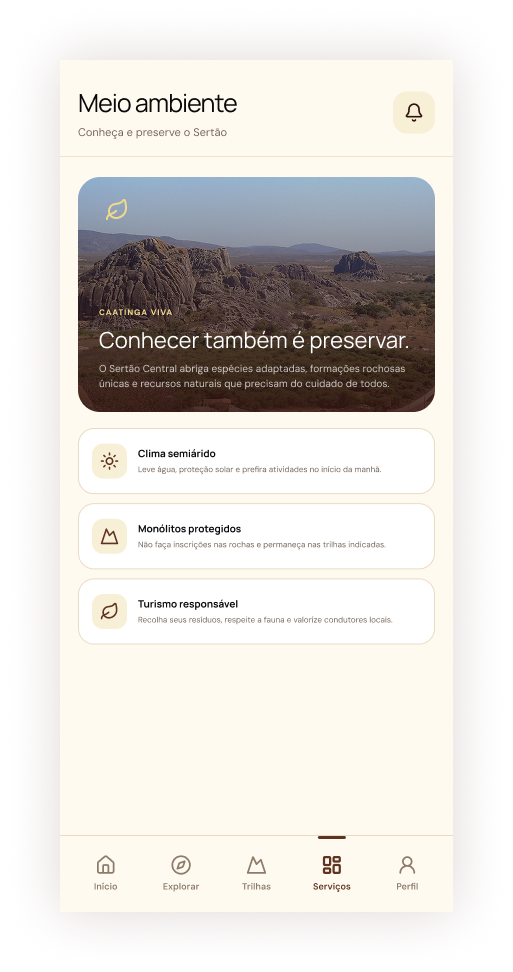 Meio ambiente
Conheça e preserve o Sertão
CAATINGA VIVA
Conhecer também é preservar.
O Sertão Central abriga espécies adaptadas, formações rochosas
únicas e recursos naturais que precisam do cuidado de todos.
Clima semiárido
Leve água, proteção solar e prefira atividades no início da manhã.
Monólitos protegidos
Não faça inscrições nas rochas e permaneça nas trilhas indicadas.
Turismo responsável
Recolha seus resíduos, respeite a fauna e valorize condutores locais.
Início
Explorar
Trilhas
Serviços
Perfil